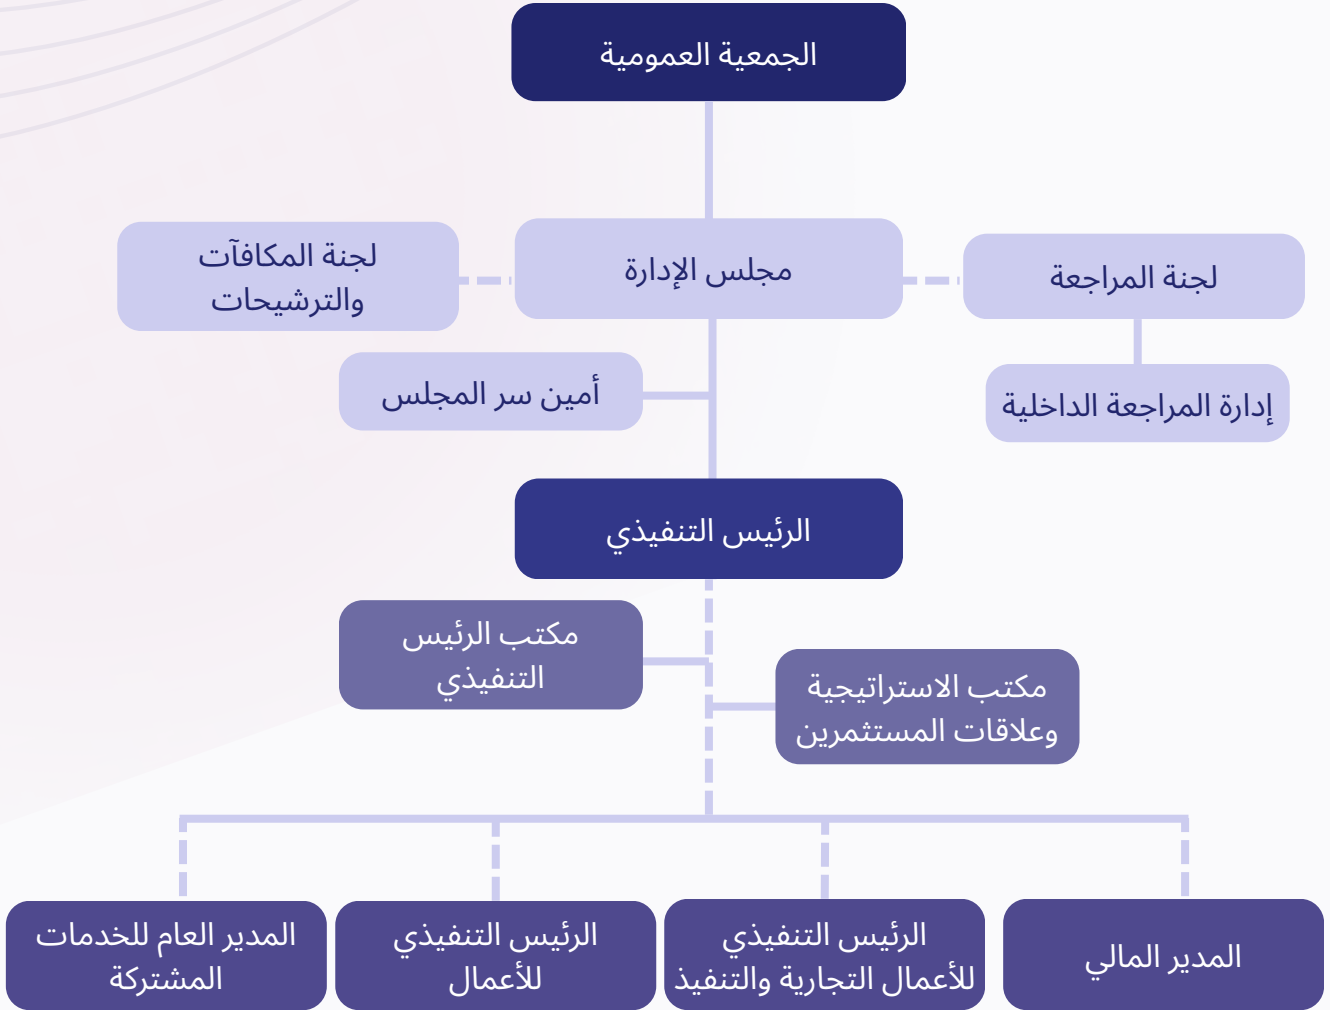 الجمعية العمومية
مجلس الإدارة
لجنة المراجعة
لجنة المكافآت
والترشيحات
إدارة المراجعة الداخلية
أمين سر المجلس
الرئيس التنفيذي
مكتب الرئيس
التنفيذي
مكتب الاستراتيجية
وعلاقات المستثمرين
المدير المالي
الرئيس التنفيذي
للأعمال التجارية والتنفيذ
الرئيس التنفيذي
للأعمال
المدير العام للخدمات
المشتركة